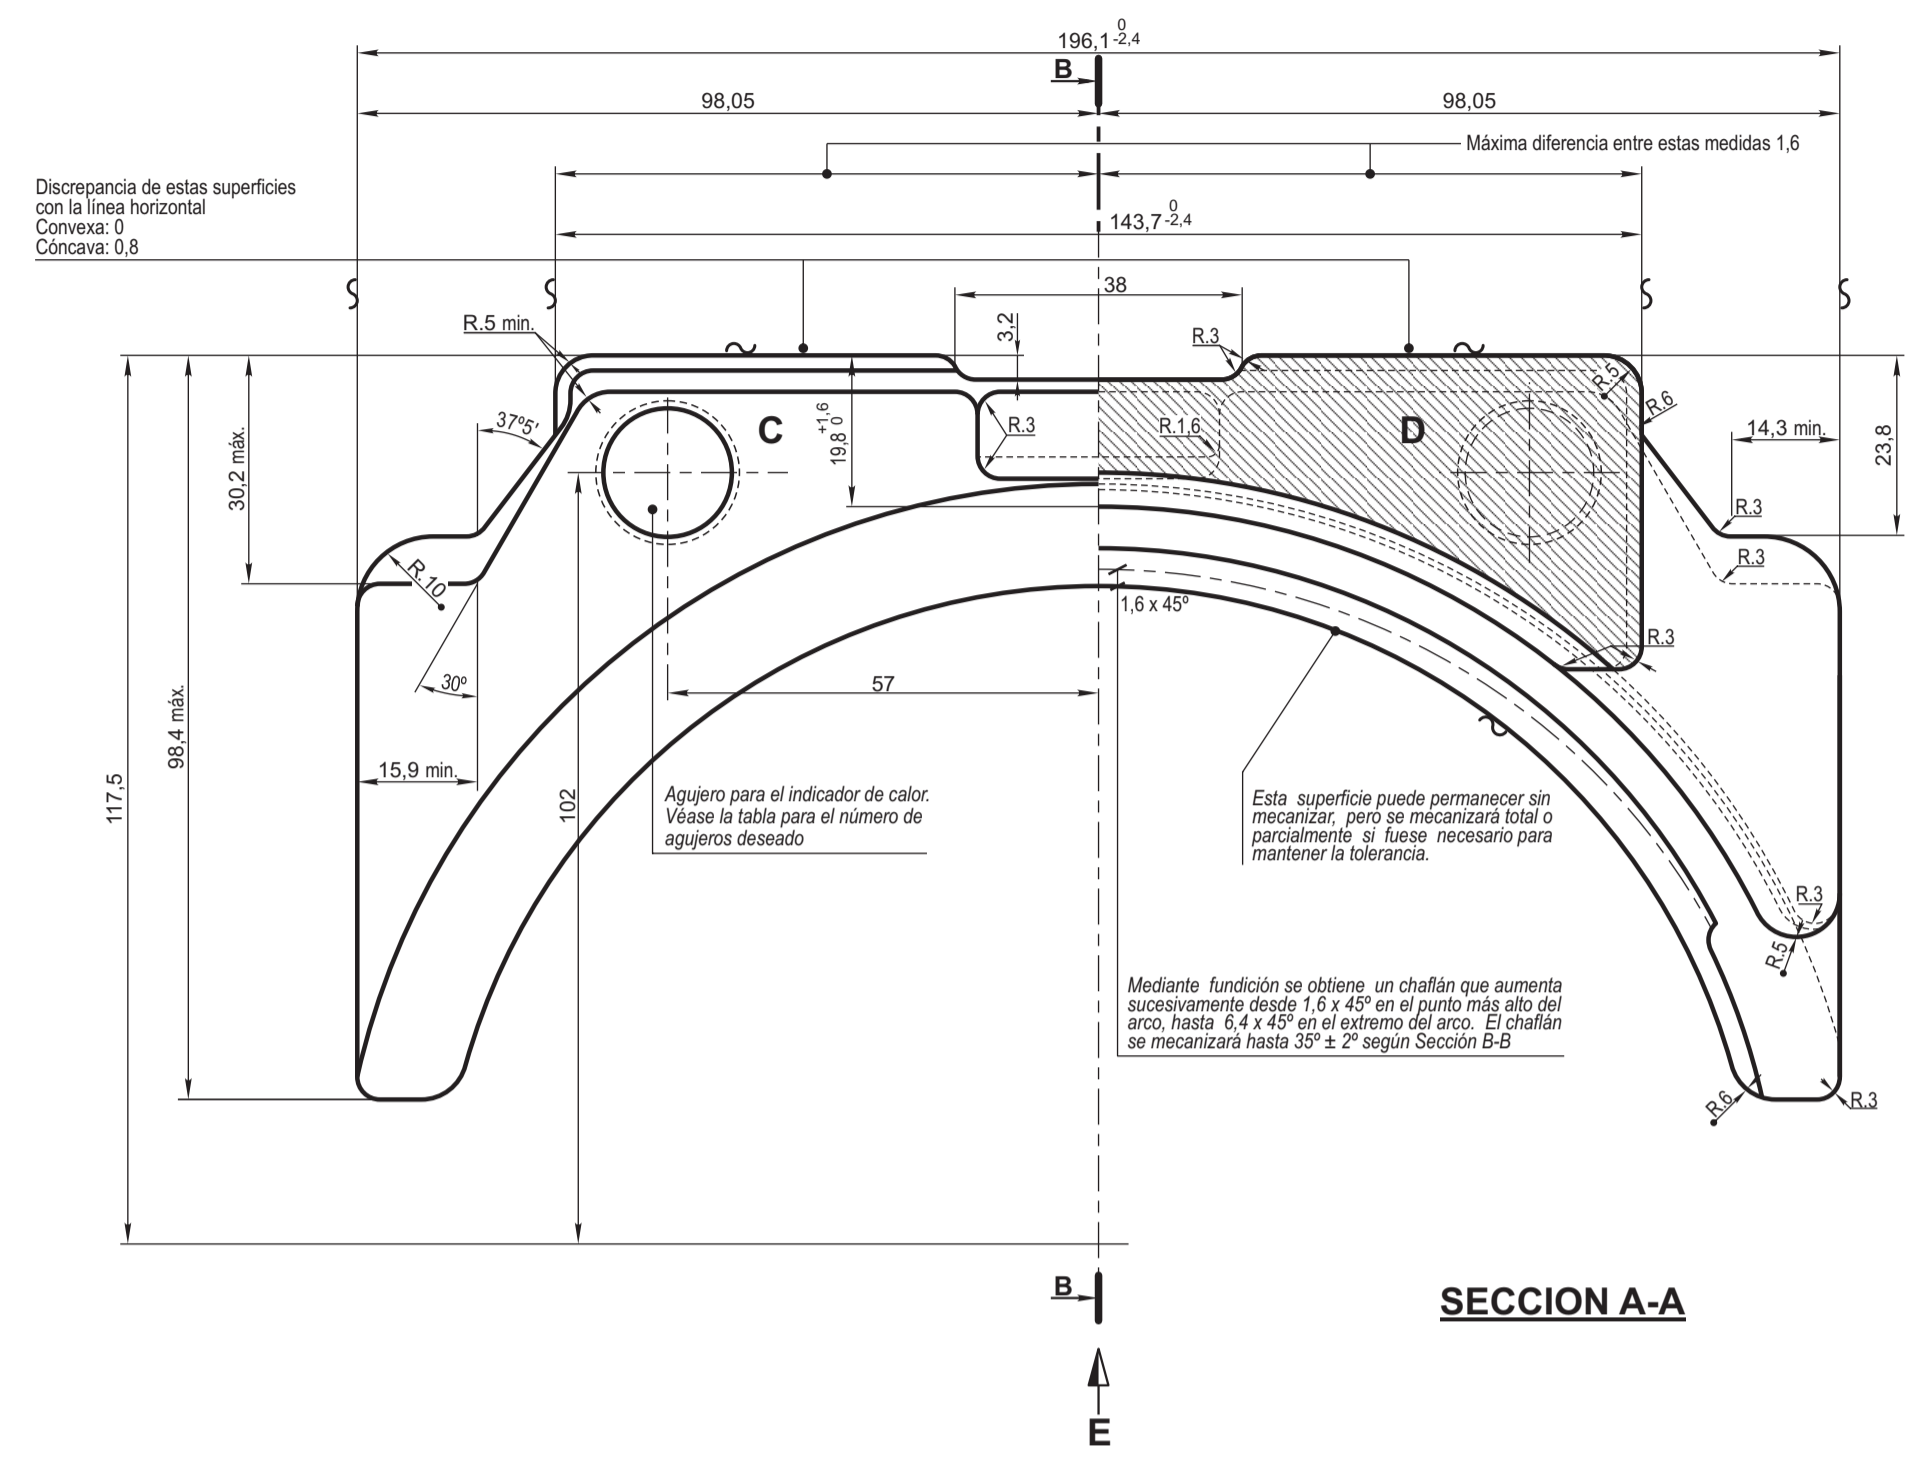 196,1 0 -2,4
B
98,05
98,05
Máxima diferencia entre estas medidas 1,6
Discrepancia de estas superficies
con la línea horizontal
Convexa: 0
Cóncava: 0,8
143,7 0 -2,4
38
R.5 min.
3,2
R.3
R.5
R.6
14,3 min.
23,8
37º5'
30,2 máx.
C
19,8 +1,6 0
R.3
R.1,6
D
R.3
R.3
R.10
1,6 x 45º
R.3
30º
57
98,4 máx.
15,9 min.
117,5
102
Agujero para el indicador de calor.
Véase la tabla para el número de
agujeros deseado
Esta superficie puede permanecer sin
mecanizar, pero se mecanizará total o
parcialmente si fuese necesario para
mantener la tolerancia.
R.3
R.5
Mediante fundición se obtiene un chaflán que aumenta
sucesivamente desde 1,6 x 45º en el punto más alto del
arco, hasta 6,4 x 45º en el extremo del arco. El chaflán
se mecanizará hasta 35º ± 2º según Sección B-B
R.6
R.3
B
SECCION A-A
E